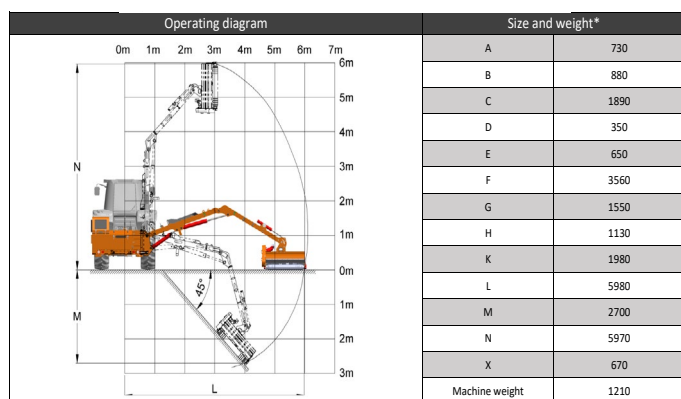 Operating diagram
0m 1m 2m 3m 4m 5m 6m 7m
6m
5m
4m
3m
2m
1m
0m
1m
2m
3m
N
M
45°
L
Size and weight*
A 730
B 880
C 1890
D 350
E 650
F 3560
G 1550
H 1130
K 1980
L 5980
M 2700
N 5970
X 670
Machine weight 1210